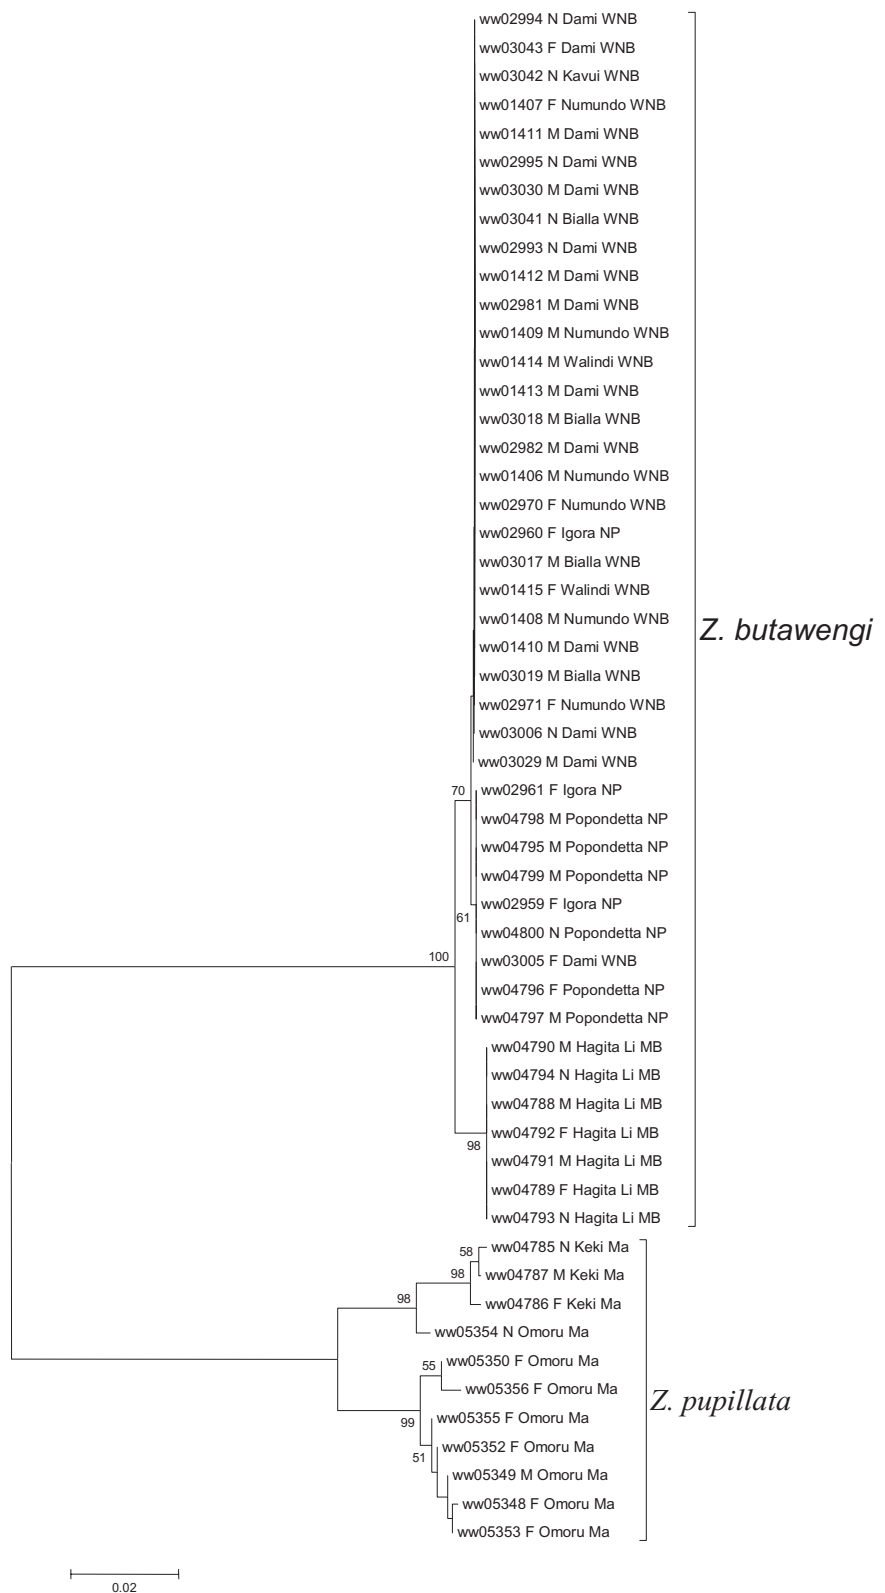 ww02994 N Dami WNB
ww03043 F Dami WNB
ww03042 N Kavui WNB
ww01407 F Numundo WNB
ww01411 M Dami WNB
ww02995 N Dami WNB
ww03030 M Dami WNB
ww03041 N Bialla WNB
ww02993 N Dami WNB
ww01412 M Dami WNB
ww02981 M Dami WNB
ww01409 M Numundo WNB
ww01414 M Walindi WNB
ww01413 M Dami WNB
ww03018 M Bialla WNB
ww02982 M Dami WNB
ww01406 M Numundo WNB
ww02970 F Numundo WNB
ww02960 F Igora NP
ww03017 M Bialla WNB
ww01415 F Walindi WNB
ww01408 M Numundo WNB
Z. butawengi
ww01410 M Dami WNB
ww03019 M Bialla WNB
ww02971 F Numundo WNB
ww03006 N Dami WNB
ww03029 M Dami WNB
70
ww02961 F Igora NP
ww04798 M Popondetta NP
ww04795 M Popondetta NP
ww04799 M Popondetta NP
ww02959 F Igora NP
61
ww04800 N Popondetta NP
100
ww03005 F Dami WNB
ww04796 F Popondetta NP
ww04797 M Popondetta NP
ww04790 M Hagita Li MB
ww04794 N Hagita Li MB
ww04788 M Hagita Li MB
ww04792 F Hagita Li MB
98
ww04791 M Hagita Li MB
ww04789 F Hagita Li MB
ww04793 N Hagita Li MB
58
ww04785 N Keki Ma
98
ww04787 M Keki Ma
98
ww04786 F Keki Ma
ww05354 N Omoru Ma
55
ww05350 F Omoru Ma
ww05356 F Omoru Ma
Z. pupillata
99
ww05355 F Omoru Ma
ww05352 F Omoru Ma
51
ww05349 M Omoru Ma
ww05348 F Omoru Ma
ww05353 F Omoru Ma
0.02